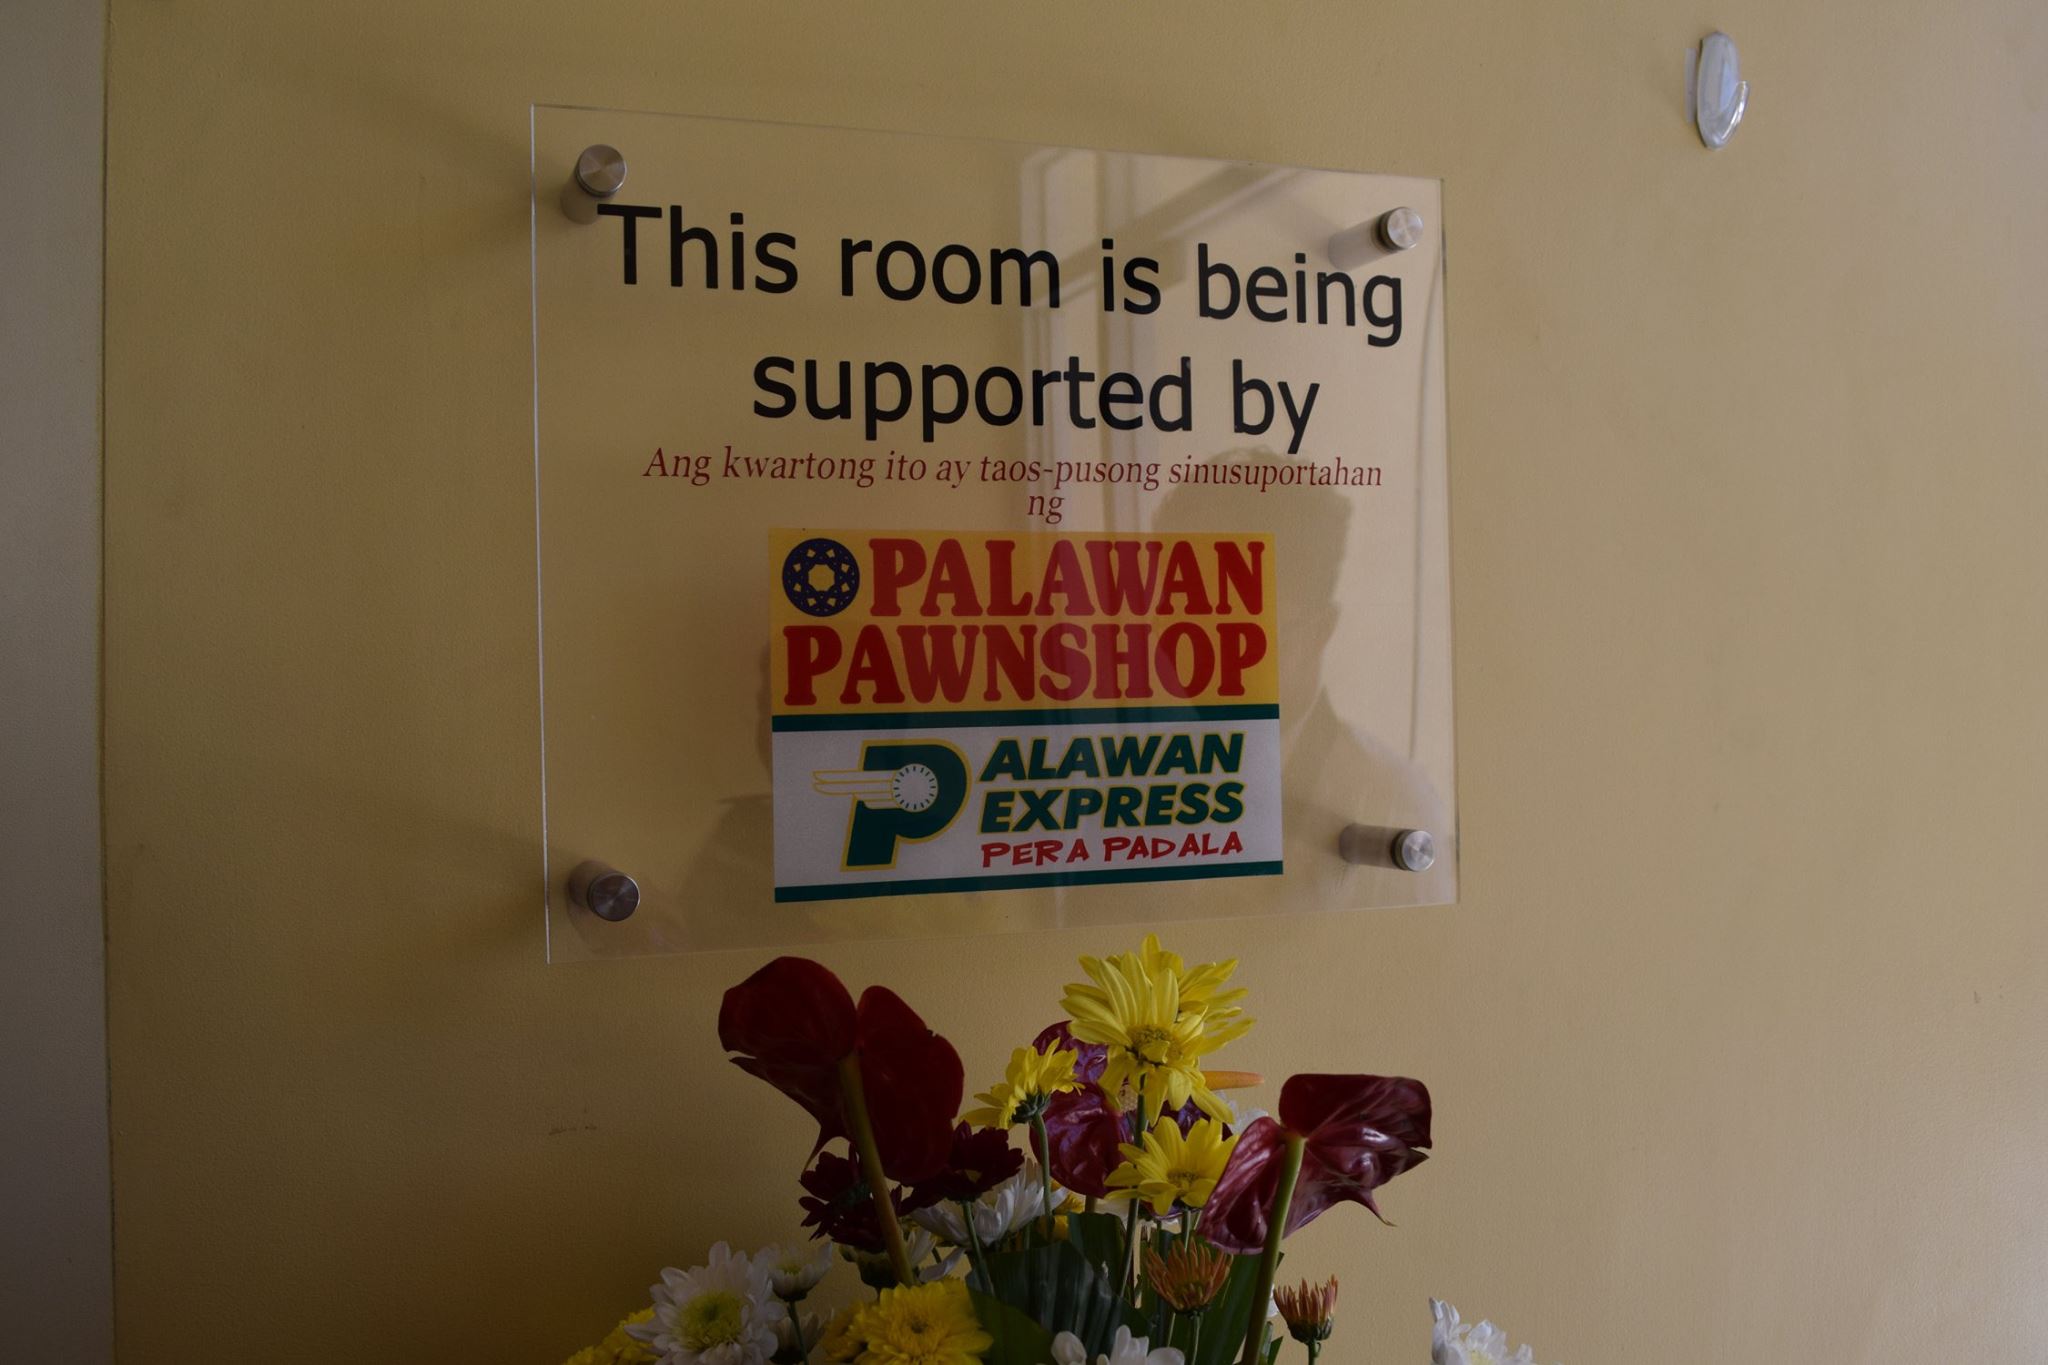 This room is being
supported by
Ang kwartong ito ay taos-pusong sinusuportahan
ng
PALAWAN
PAWNSHOP
PALAWAN
EXPRESS
PERA PADALA